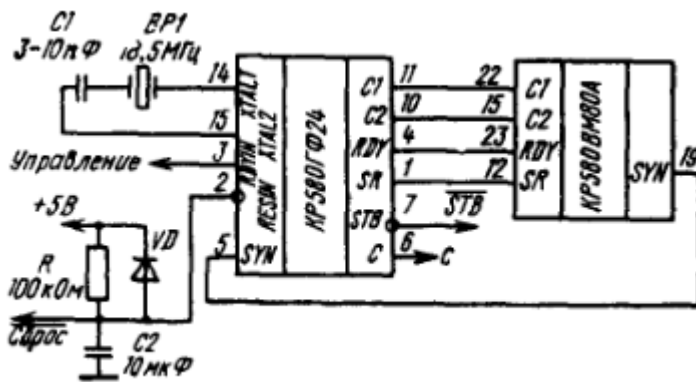 C1
3-10пФ
ВР1
18,5МГц
14
XTAL1
15
XTAL2
Управление
3
RDYIN
2
RESIN
+5В
VD
5
SYN
R
100кОм
Сброс
C2
10мкФ
КР580ГФ24
C1
11
22
C1
C2
10
15
C2
RDY
4
23
RDY
SR
1
12
SR
STB
7
STB
C
6
C
КР580ВМ80А
SYN
19